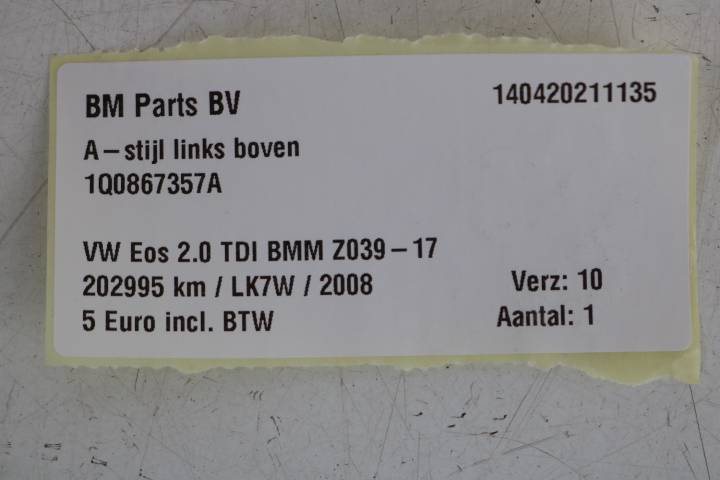 BM Parts BV 140420211135
A-stijl links boven
1Q0867357A
VW Eos 2.0 TDI BMM Z039-17
202995 km / LK7W / 2008 Verz: 10
5 Euro incl. BTW Aantal: 1